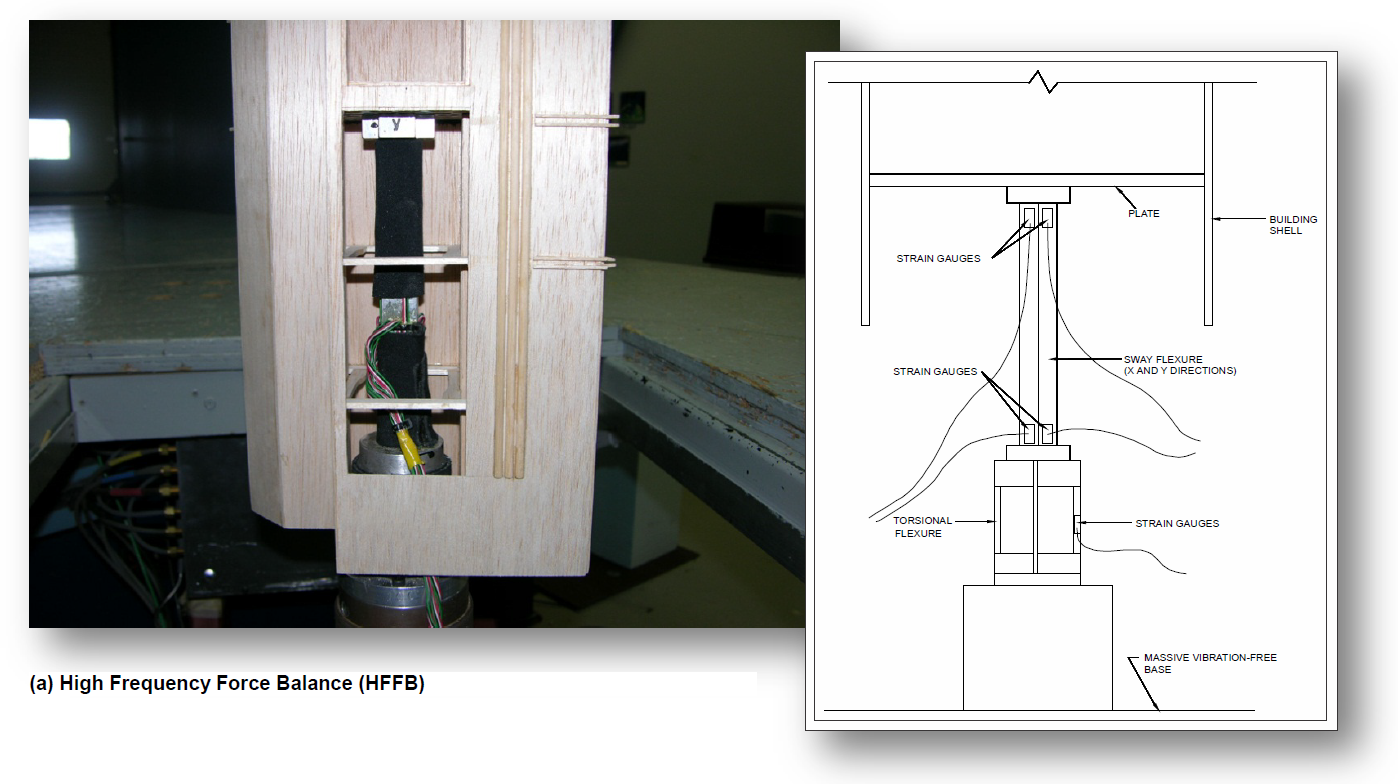 y
PLATE
BUILDING
SHELL
STRAIN GAUGES
SWAY FLEXURE
(X AND Y DIRECTIONS)
STRAIN GAUGES
TORSIONAL
FLEXURE
STRAIN GAUGES
MASSIVE VIBRATION-FREE
BASE
(a) High Frequency Force Balance (HFFB)